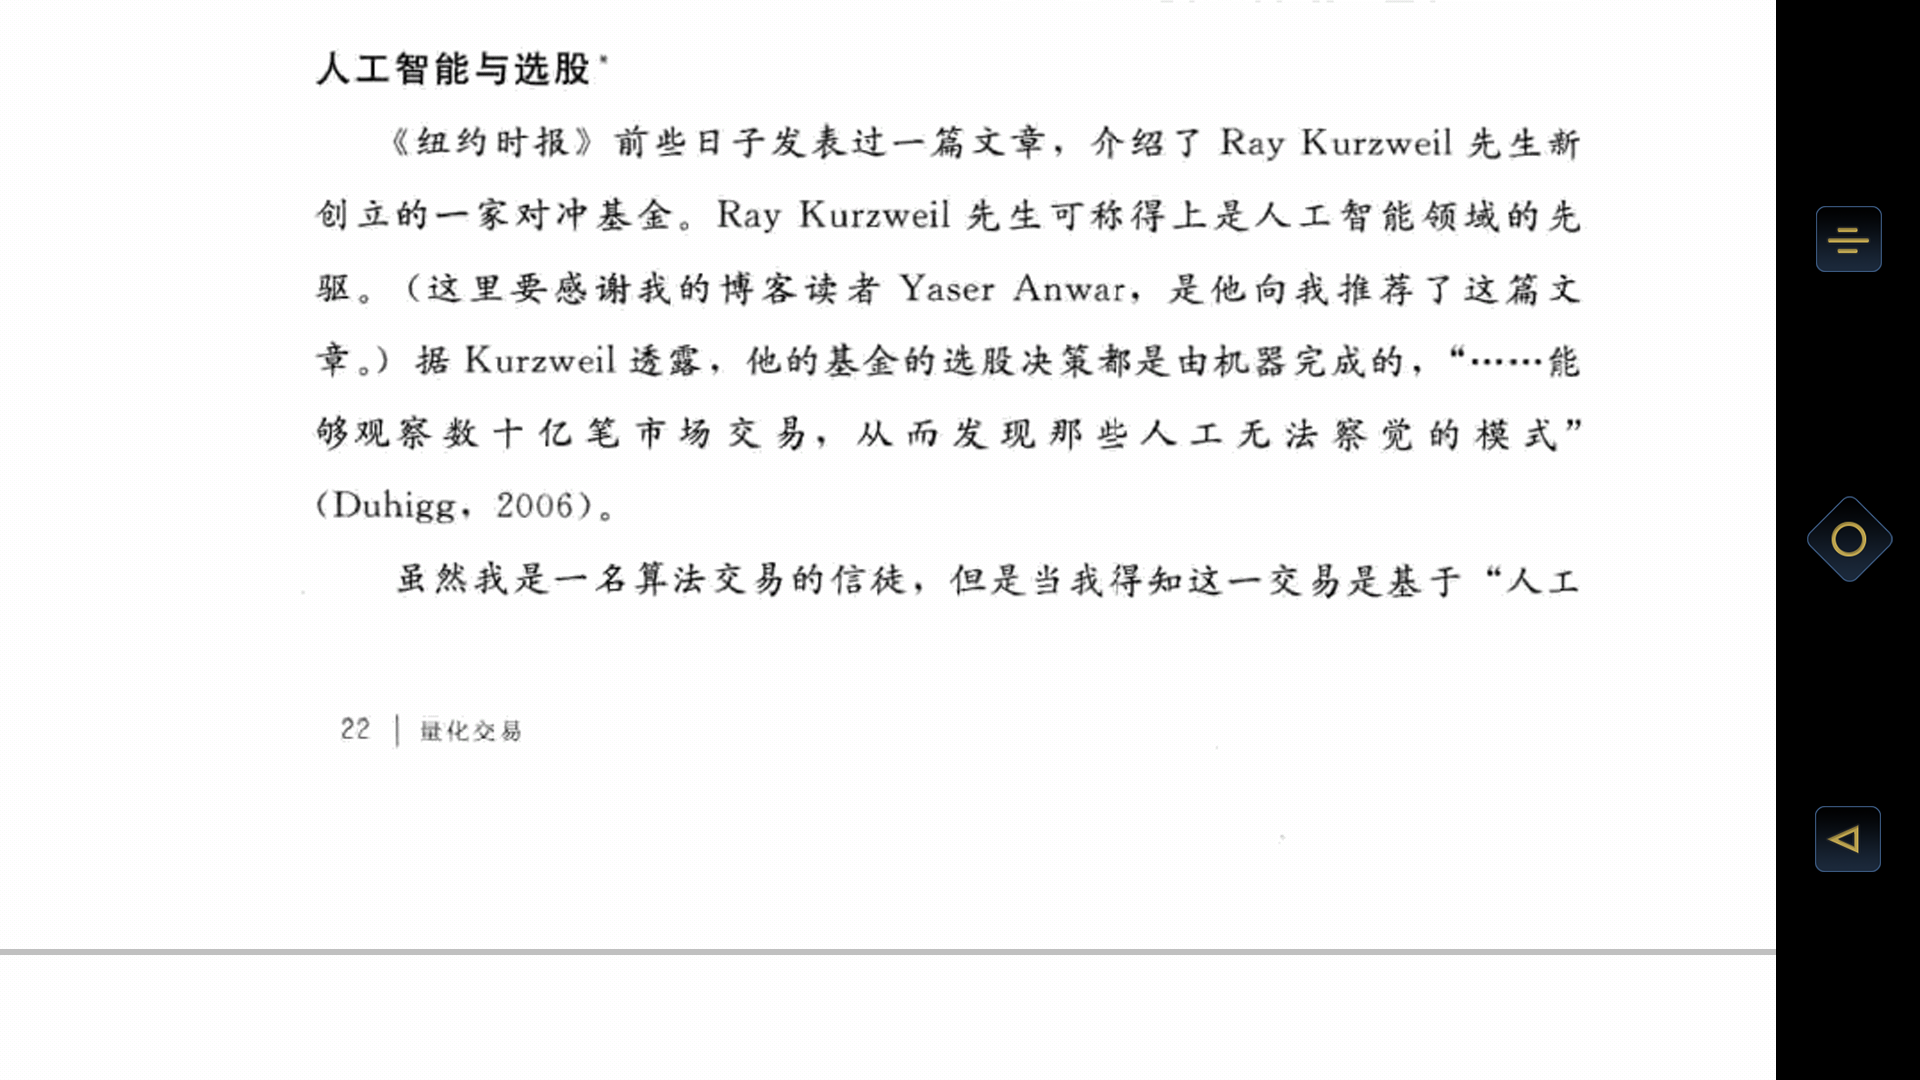 人工智能与选股*
《纽约时报》前些日子发表过一篇文章，介绍了 Ray Kurzweil 先生新
创立的一家对冲基金。Ray Kurzweil 先生可称得上是人工智能领域的先
驱。（这里要感谢我的博客读者 Yaser Anwar，是他向我推荐了这篇文
章。）据 Kurzweil 透露，他的基金的选股决策都是由机器完成的，“……能
够观察数十亿笔市场交易，从而发现那些人工无法察觉的模式”
（Duhigg，2006）。
虽然我是一名算法交易的信徒，但是当我得知这一交易是基于“人工
22 | 量化交易